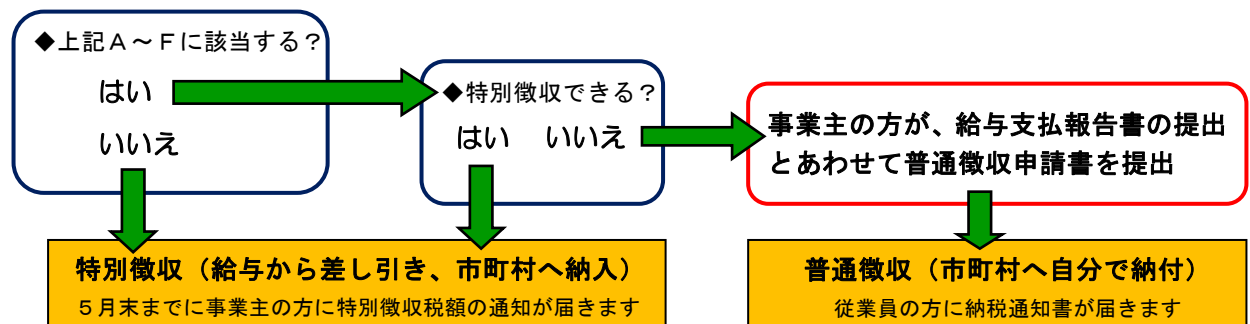 ◆上記Ａ～Ｆに該当する？
はい
いいえ
◆特別徴収できる？
はい　いいえ
事業主の方が、給与支払報告書の提出
とあわせて普通徴収申請書を提出
特別徴収（給与から差し引き、市町村へ納入）
５月末までに事業主の方に特別徴収税額の通知が届きます
普通徴収（市町村へ自分で納付）
従業員の方に納税通知書が届きます